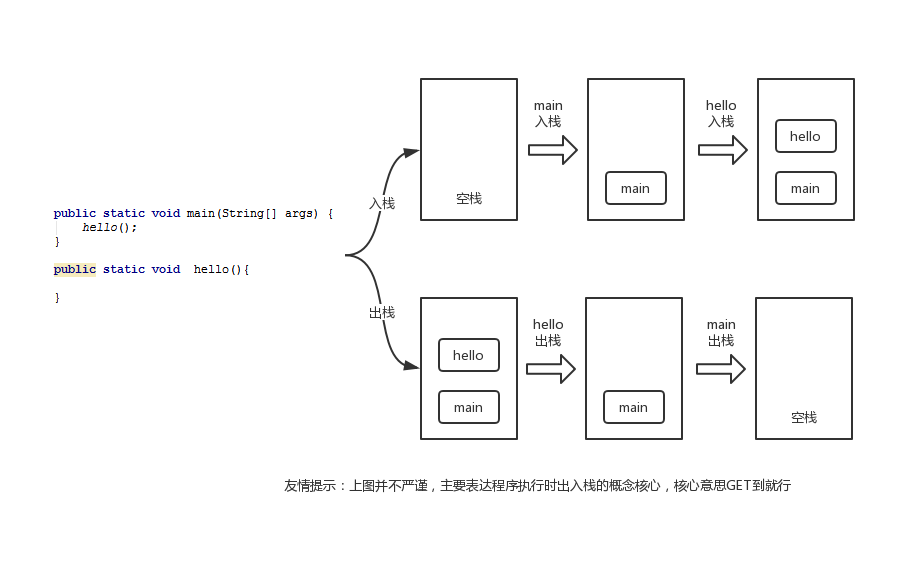 public static void main(String[] args) {
hello();
}
public static void hello(){
}
入栈
空栈
main
入栈
main
hello
入栈
hello
main
出栈
hello
main
hello
出栈
main
main
出栈
空栈
友情提示：上图并不严谨，主要表达程序执行时出入栈的概念核心，核心意思GET到就行